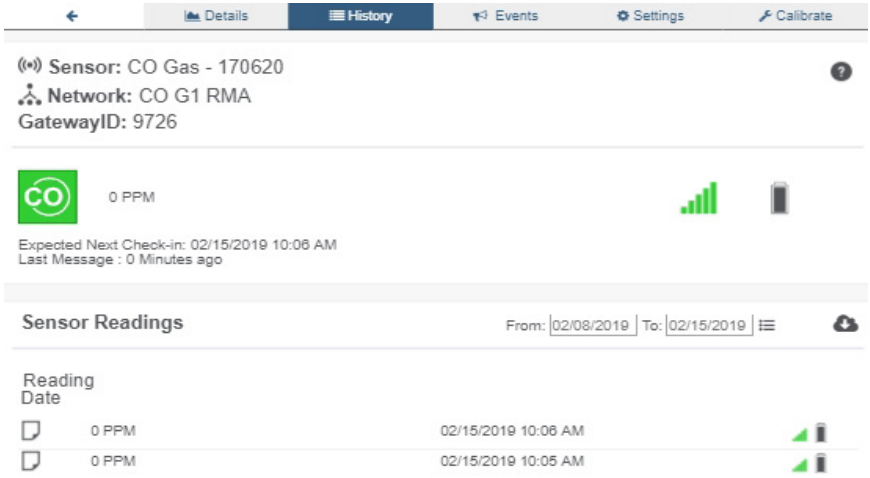 Details History Events Settings Calibrate
Sensor: CO Gas - 170620
Network: CO G1 RMA
GatewayID: 9726
CO 0 PPM
Expected Next Check-in: 02/15/2019 10:06 AM
Last Message : 0 Minutes ago
Sensor Readings From: 02/08/2019 To: 02/15/2019
Reading
Date
0 PPM 02/15/2019 10:06 AM
0 PPM 02/15/2019 10:05 AM